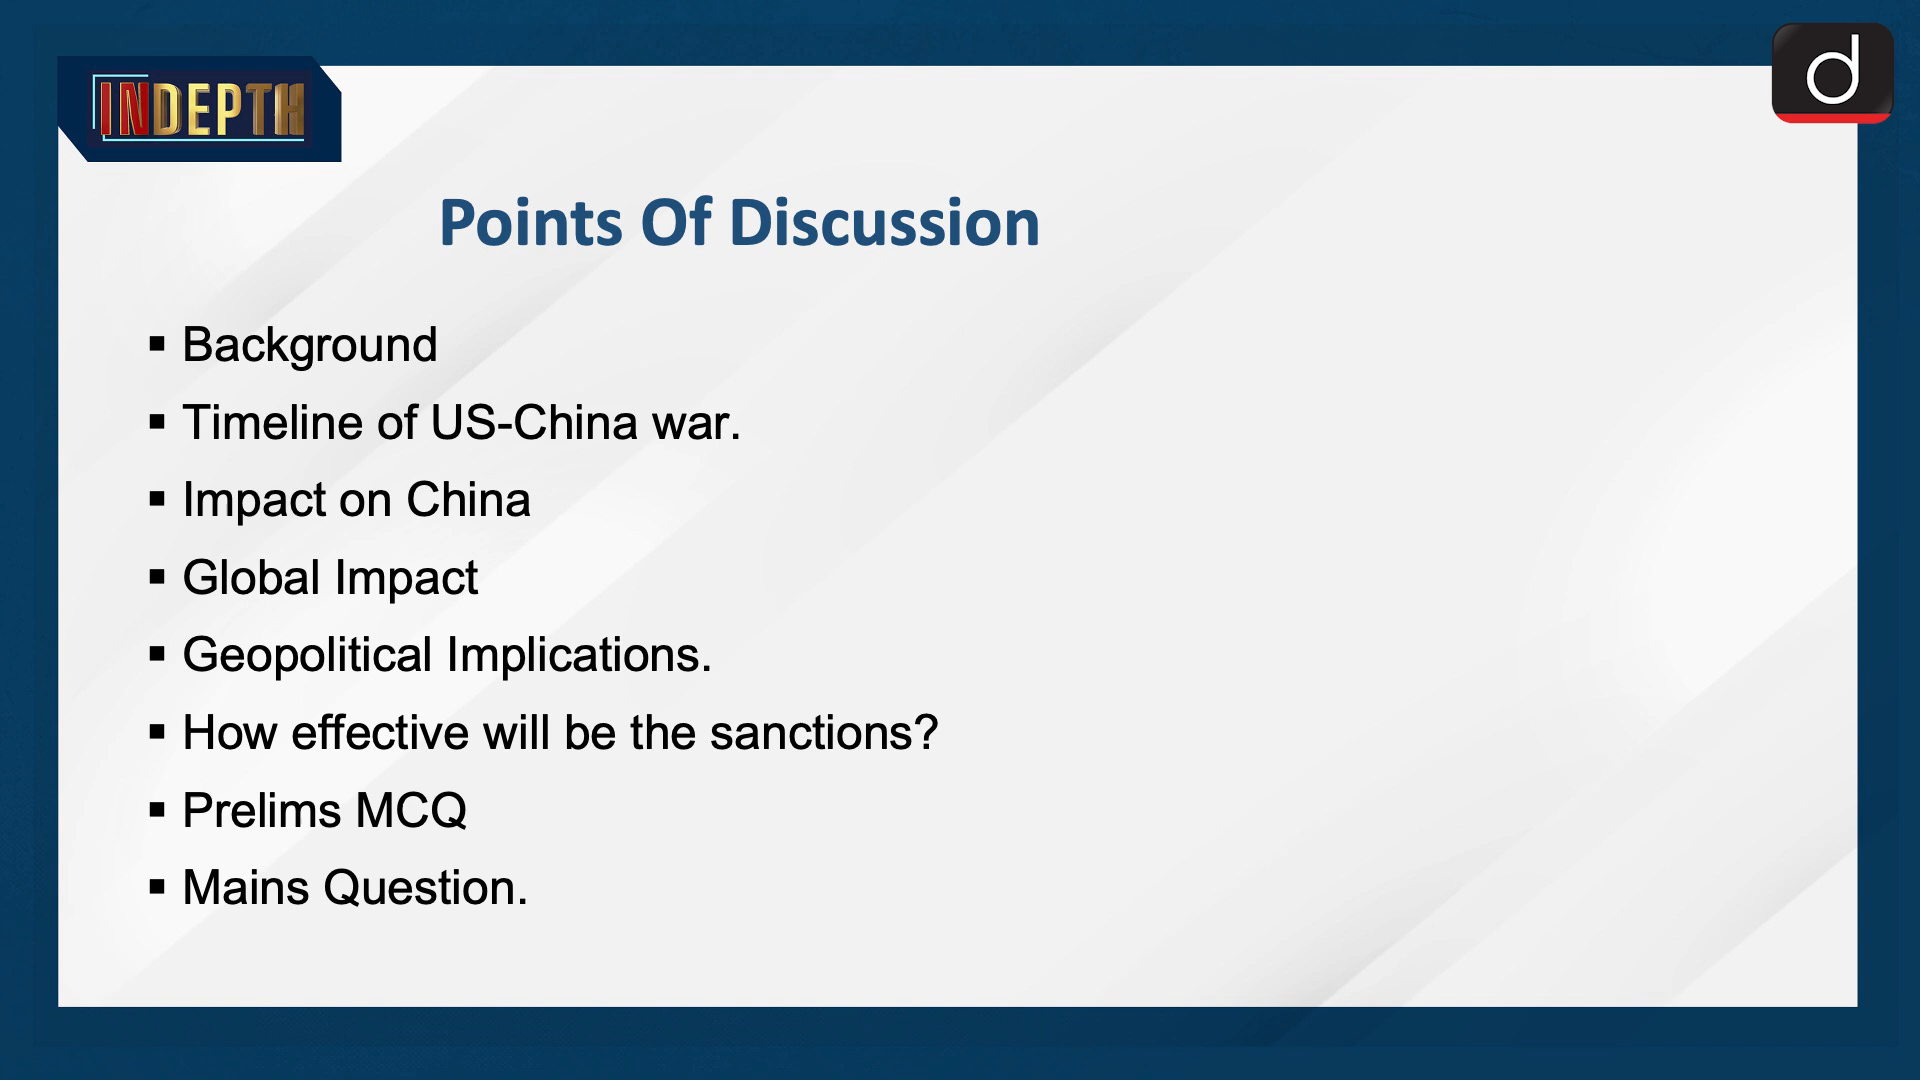 INDEPTH
d
Points Of Discussion
▪ Background
▪ Timeline of US-China war.
▪ Impact on China
▪ Global Impact
▪ Geopolitical Implications.
▪ How effective will be the sanctions?
▪ Prelims MCQ
▪ Mains Question.